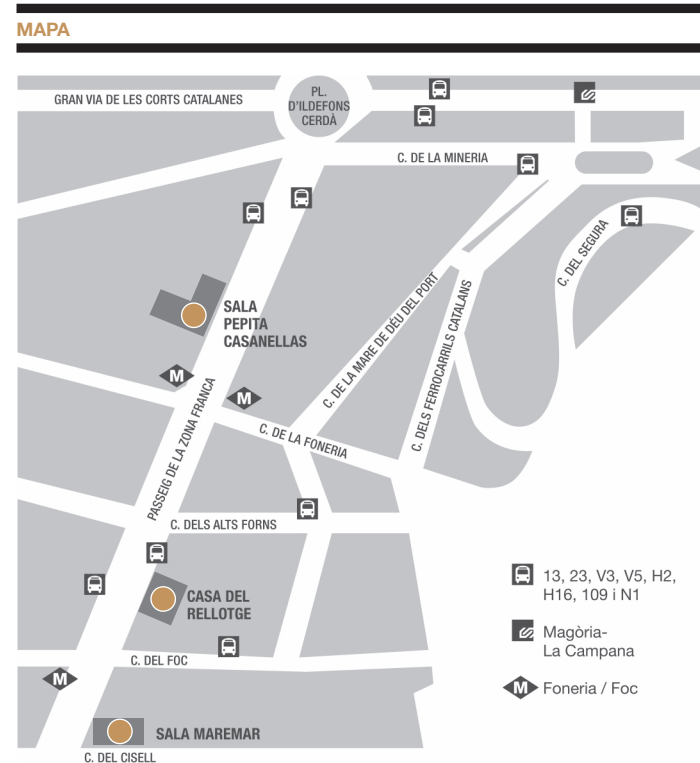 MAPA
GRAN VIA DE LES CORTS CATALANES
PL.
D'ILDEFONS
CERDÀ
C. DE LA MINERIA
C. DEL SEGURA
SALA
PEPITA
CASANELLAS
C. DE LA MARE DE DÉU DEL PORT
C. DELS FERROCARRILS CATALANS
M
M
PASSEIG DE LA ZONA FRANCA
C. DE LA FONERIA
C. DELS ALTS FORNS
CASA DEL
RELLOTGE
C. DEL FOC
M
SALA MAREMAR
C. DEL CISELL
13, 23, V3, V5, H2,
H16, 109 i N1
Magòria-
La Campana
M Foneria / Foc